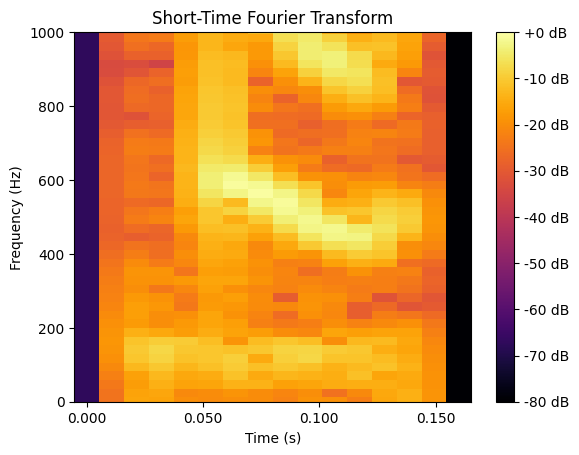 Short-Time Fourier Transform
1000
800
600
400
200
0
Frequency (Hz)
0.000
0.050
0.100
0.150
Time (s)
+0 dB
-10 dB
-20 dB
-30 dB
-40 dB
-50 dB
-60 dB
-70 dB
-80 dB